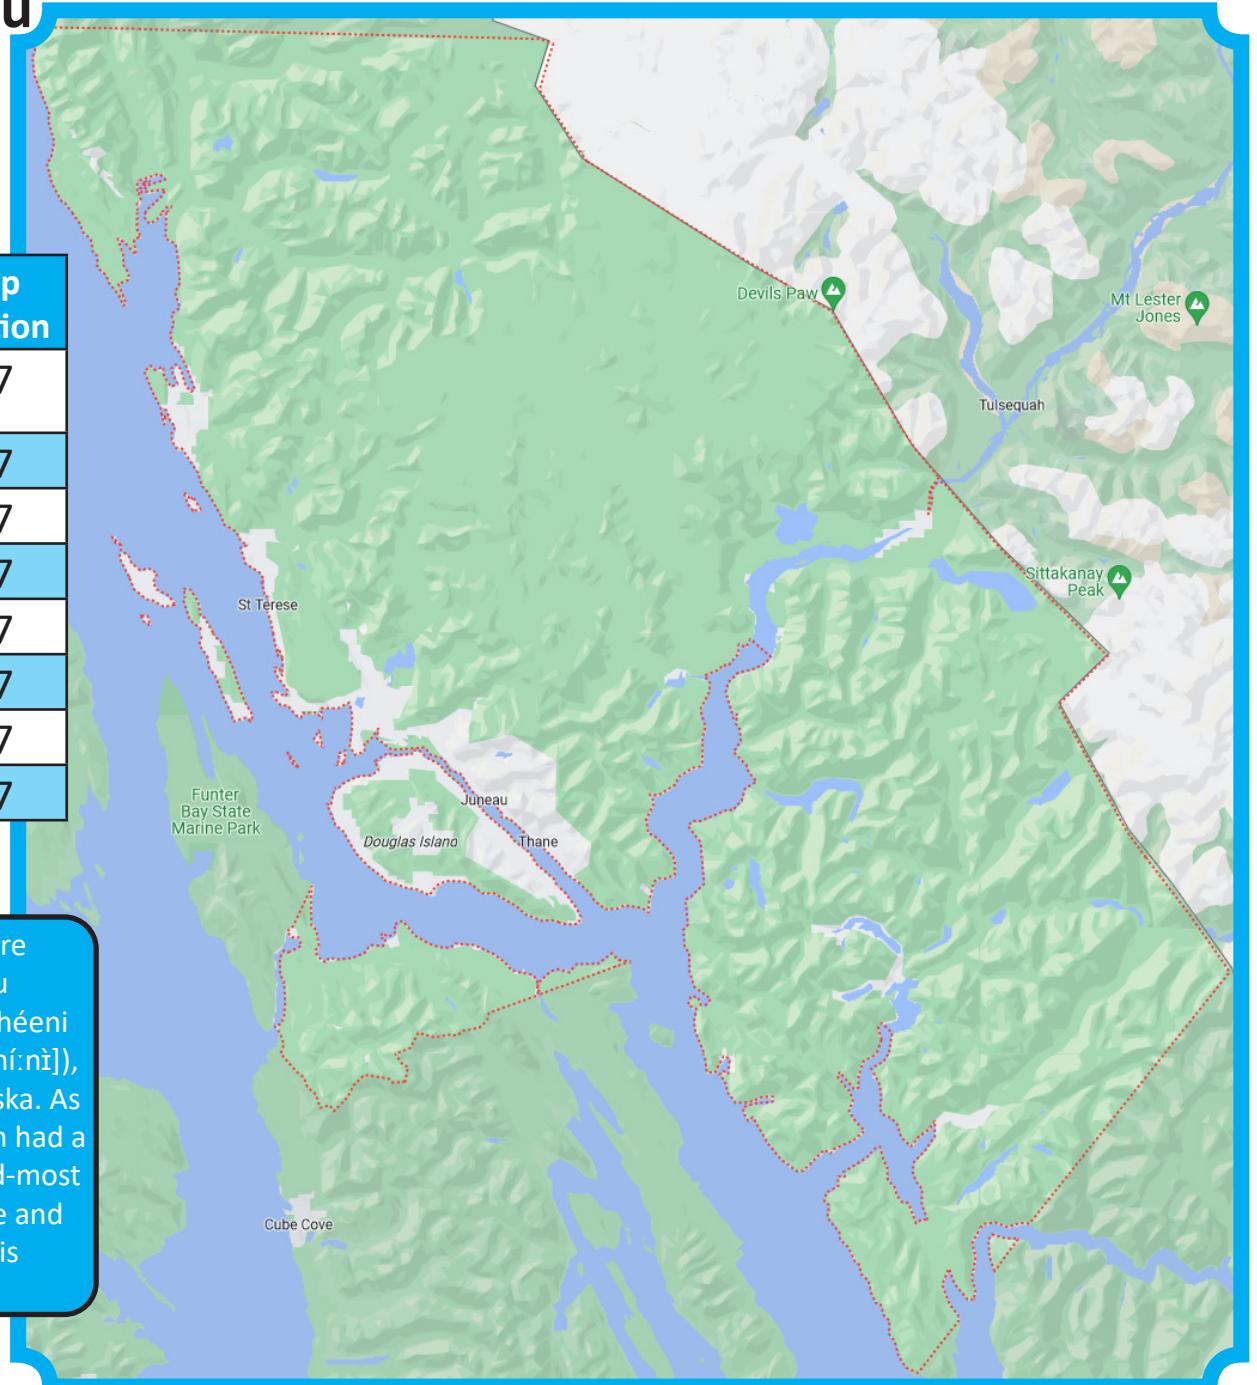 u
p
tion
7
7
7
7
7
7
7
7
re
u
héeni
ní:nɪ̀]),
ska. As
n had a
d-most
e and
is
Devils Paw
Mt Lester
Jones
Tulsequah
Sittakanay
Peak
St Terese
Funter
Bay State
Marine Park
Juneau
Douglas Island
Thane
Cube Cove